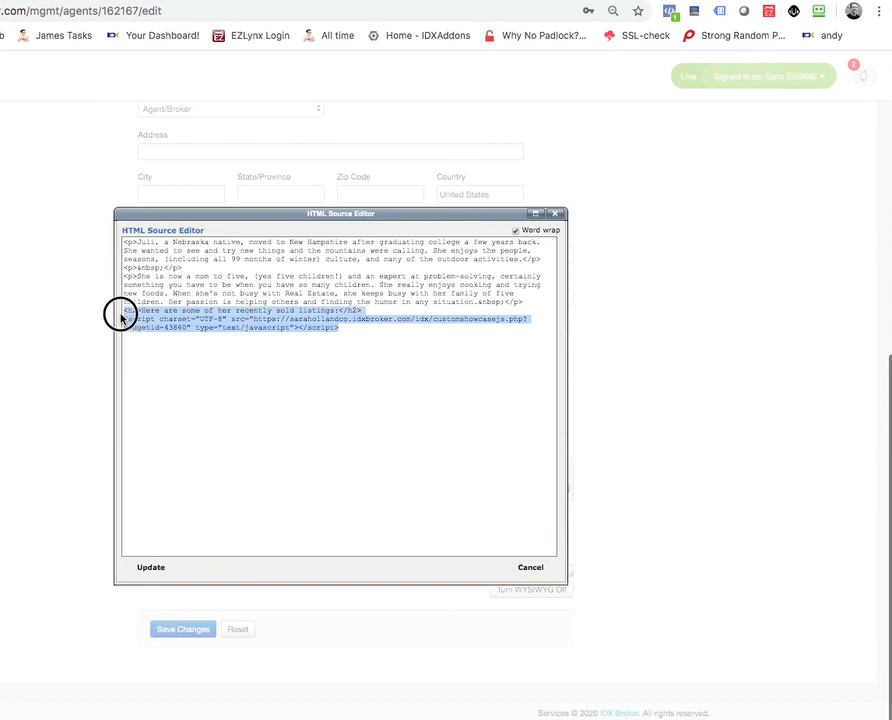 r.com/mgmt/agents/162167/edit
b James Tasks Your Dashboard! EZLynx Login All time Home - IDXAddons Why No Padlock?... SSL-check Strong Random P... andy
Live Signed in as: Sara (35988)
2
Agent/Broker
Address
City State/Province Zip Code Country
United States
HTML Source Editor
HTML Source Editor Word wrap
<p>Juli, a Nebraska native, moved to New Hampshire after graduating college a few years back.
She wanted to see and try new things and the mountains were calling. She enjoys the people,
seasons, (including all 99 months of winter) culture, and many of the outdoor activities.</p>
<p>&nbsp;</p>
<p>She is now a mom to five, (yes five children!) and an expert at problem-solving, certainly
something you have to be when you have so many children. She really enjoys cooking and trying
new foods. When she's not busy with Real Estate, she keeps busy with her family of five
children. Her passion is helping others and finding the humor in any situation.&nbsp;</p>
<h2>Here are some of her recently sold listings:</h2>
<script charset="UTF-8" src="https://sarahollandco.idxbroker.com/idx/customshowcasejs.php?
widgetid=43860" type="text/javascript"></script>
Update Cancel
Turn WYSIWYG Off
Save Changes Reset
Services © 2020 IDX Broker. All rights reserved.